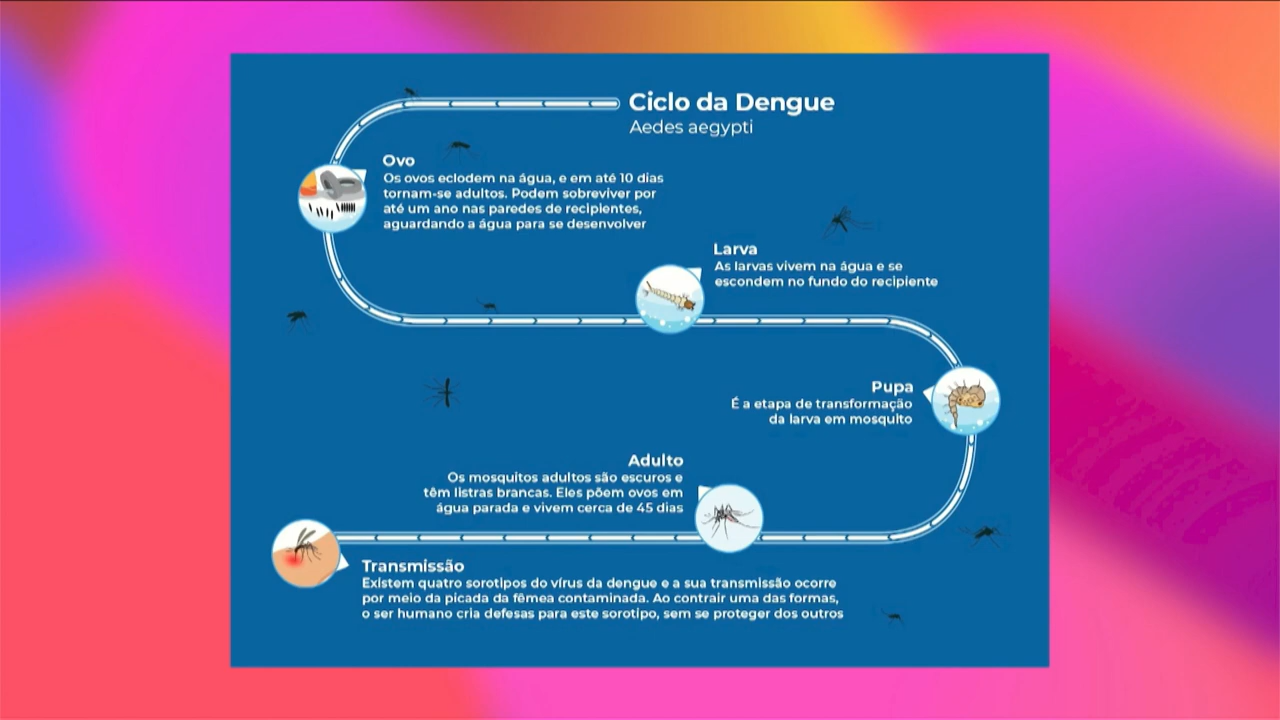 Ciclo da Dengue
Aedes aegypti
Ovo
Os ovos eclodem na água, e em até 10 dias
tornam-se adultos. Podem sobreviver por
até um ano nas paredes de recipientes,
aguardando a água para se desenvolver
Larva
As larvas vivem na água e se
escondem no fundo do recipiente
Pupa
É a etapa de transformação
da larva em mosquito
Adulto
Os mosquitos adultos são escuros e
têm listras brancas. Eles põem ovos em
água parada e vivem cerca de 45 dias
Transmissão
Existem quatro sorotipos do vírus da dengue e a sua transmissão ocorre
por meio da picada da fêmea contaminada. Ao contrair uma das formas,
o ser humano cria defesas para este sorotipo, sem se proteger dos outros